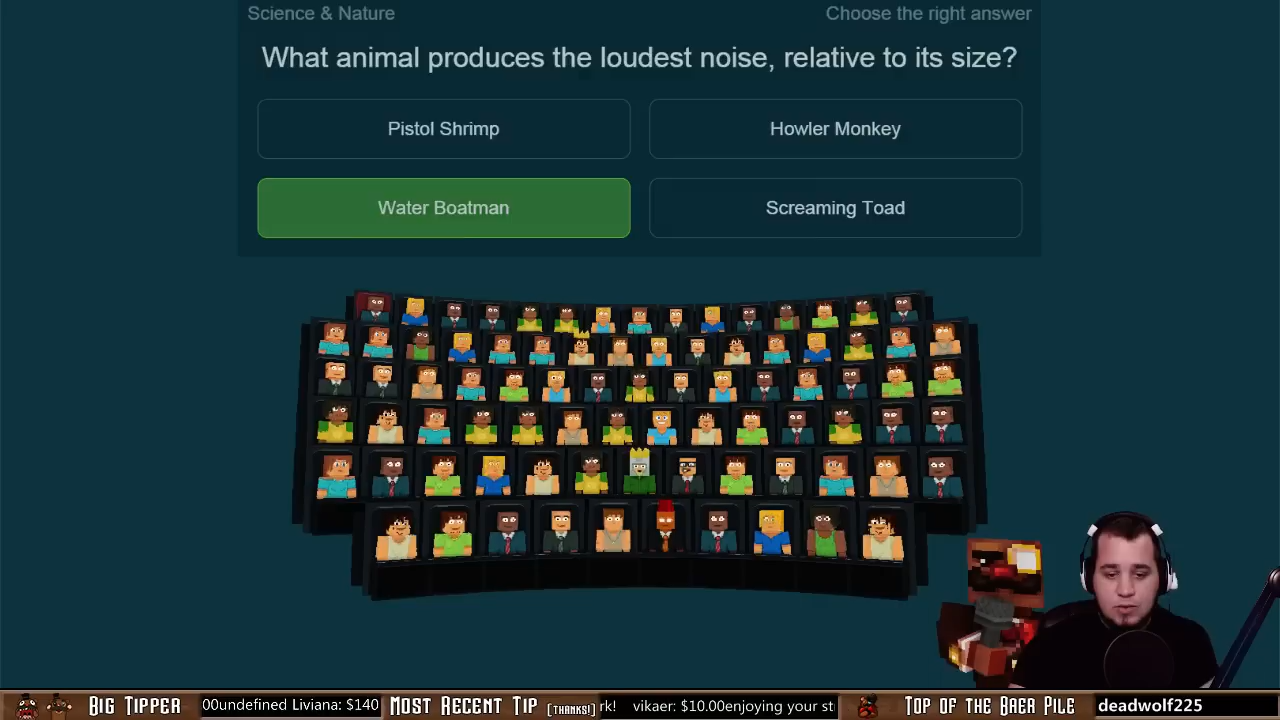 Science & Nature
Choose the right answer
What animal produces the loudest noise, relative to its size?
Pistol Shrimp
Howler Monkey
Water Boatman
Screaming Toad
BIG TIPPER
00undefined Liviana: $140
MOST RECENT TIP (THANKS!)
rk! vikaer: $10.00enjoying your st
TOP OF THE BAER PILE
deadwolf225